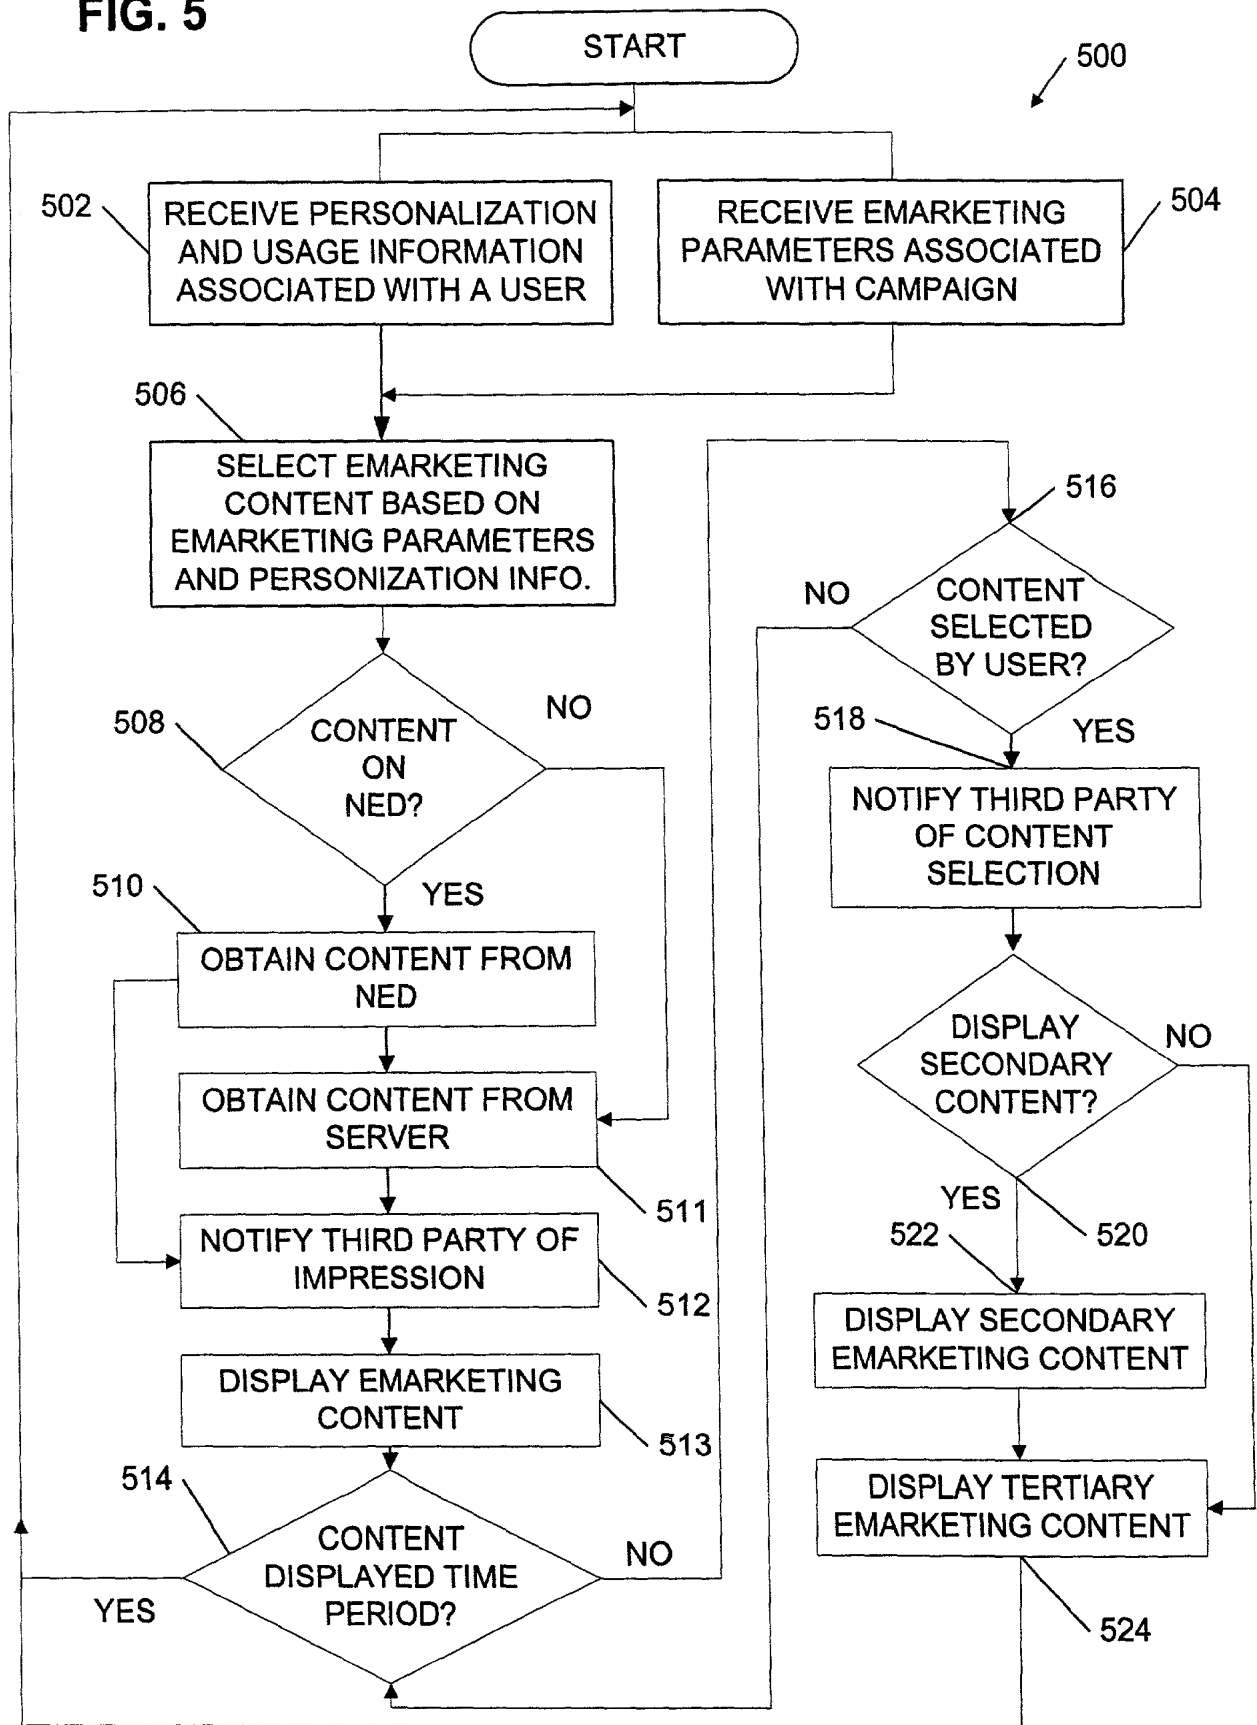 FIG. 5
START
500
502
RECEIVE PERSONALIZATION
AND USAGE INFORMATION
ASSOCIATED WITH A USER
RECEIVE EMARKETING
PARAMETERS ASSOCIATED
WITH CAMPAIGN
504
506
SELECT EMARKETING
CONTENT BASED ON
EMARKETING PARAMETERS
AND PERSONIZATION INFO.
508
CONTENT
ON
NED?
NO
YES
510
OBTAIN CONTENT FROM
NED
OBTAIN CONTENT FROM
SERVER
511
NOTIFY THIRD PARTY OF
IMPRESSION
512
DISPLAY EMARKETING
CONTENT
513
514
CONTENT
DISPLAYED TIME
PERIOD?
YES
NO
516
CONTENT
SELECTED
BY USER?
NO
YES
518
NOTIFY THIRD PARTY
OF CONTENT
SELECTION
DISPLAY
SECONDARY
CONTENT?
NO
YES
520
522
DISPLAY SECONDARY
EMARKETING CONTENT
DISPLAY TERTIARY
EMARKETING CONTENT
524